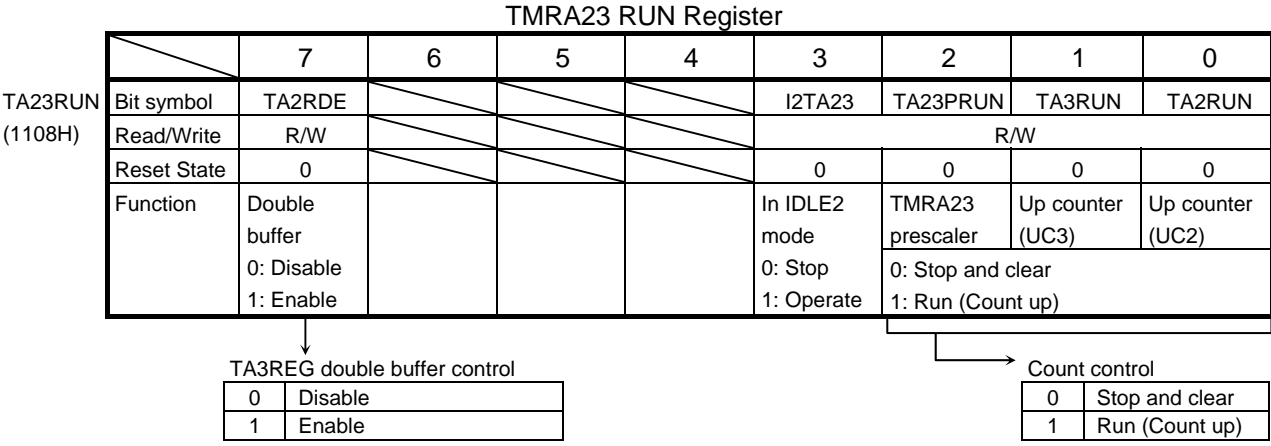 TMRA23 RUN Register
7 6 5 4 3 2 1 0
TA23RUN Bit symbol TA2RDE I2TA23 TA23PRUN TA3RUN TA2RUN
(1108H) Read/Write R/W R/W
Reset State 0 0 0 0 0
Function Double In IDLE2 TMRA23 Up counter Up counter
buffer mode prescaler (UC3) (UC2)
0: Disable 0: Stop 0: Stop and clear
1: Enable 1: Operate 1: Run (Count up)
TA3REG double buffer control Count control
0 Disable 0 Stop and clear
1 Enable 1 Run (Count up)